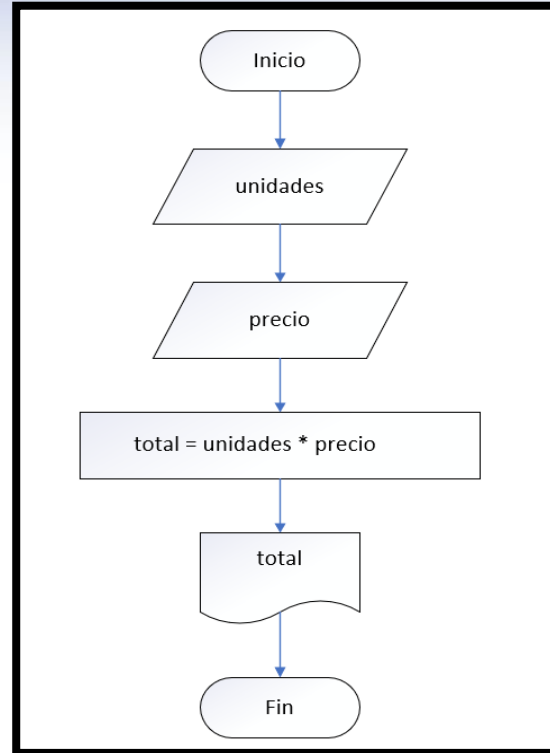 Inicio
unidades
precio
total = unidades * precio
total
Fin